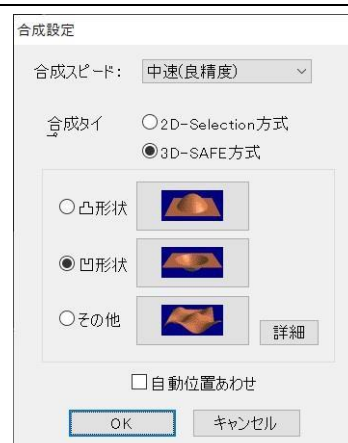 合成設定
合成スピード: 中速(良精度)
合成タイプ
○2D-Selection方式
◉3D-SAFE方式
○凸形状
◉凹形状
○その他
詳細
□自動位置あわせ
OK キャンセル